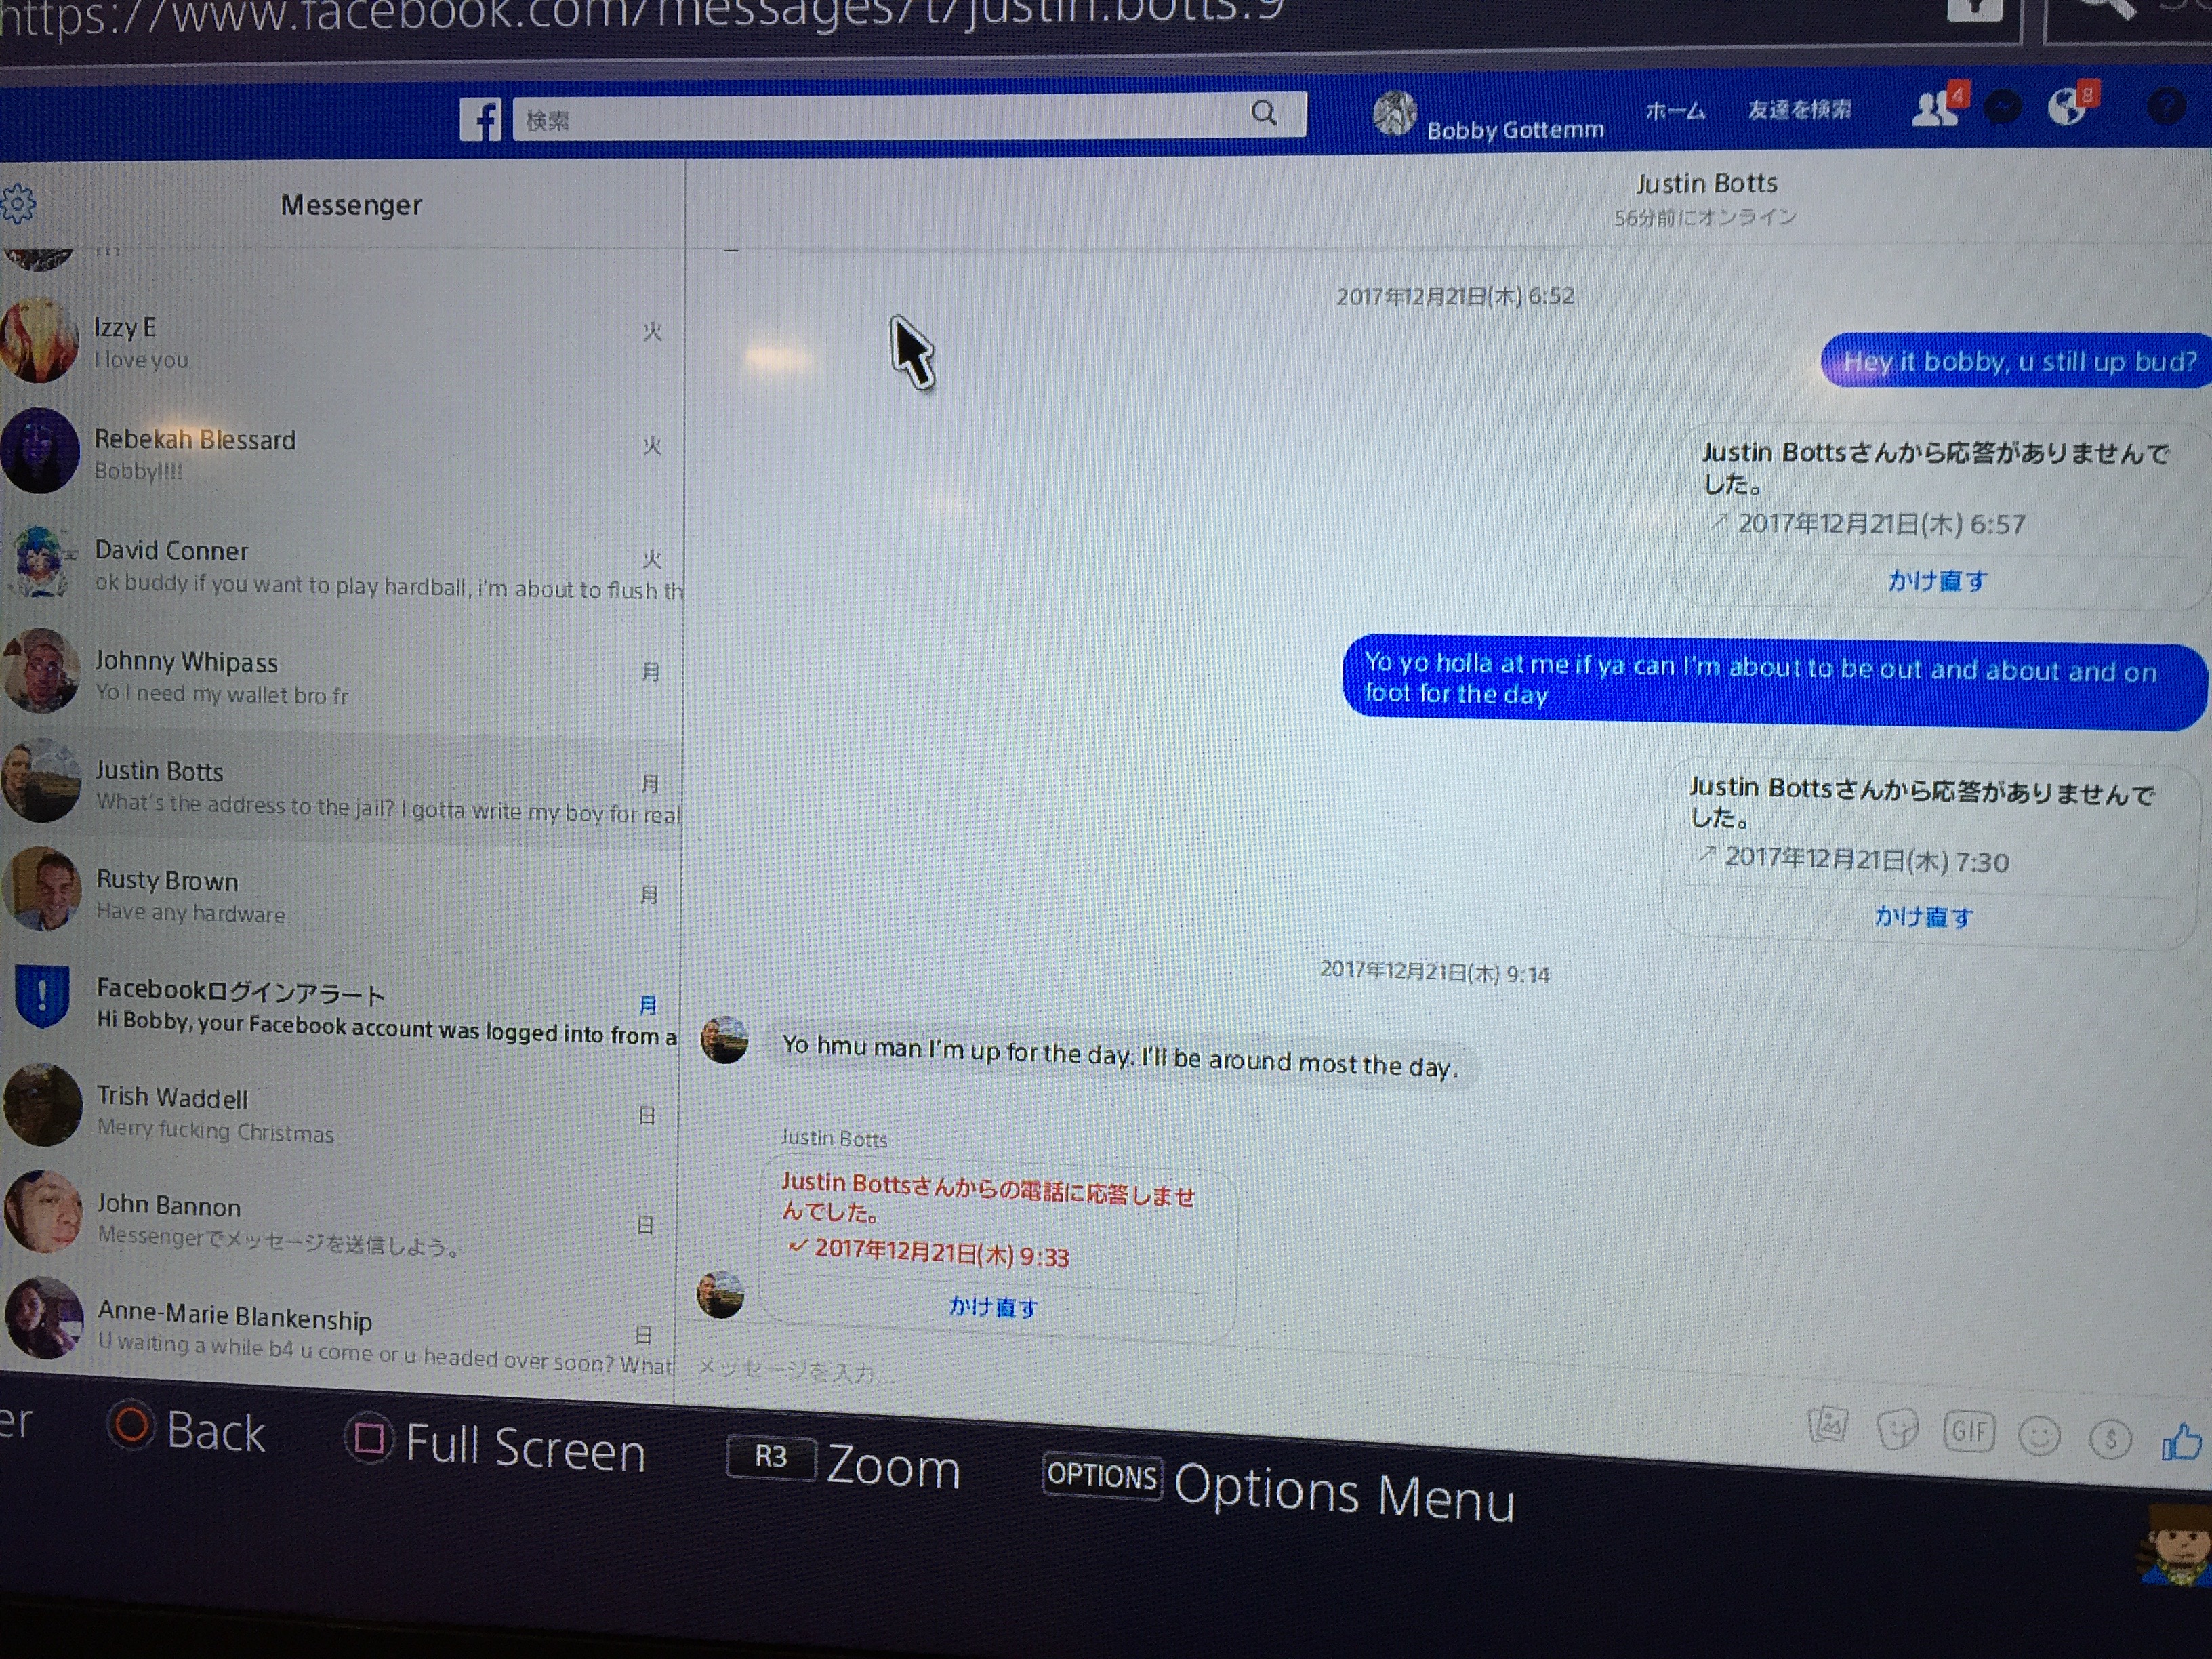 https://www.facebook.com/messages/t/justin.botts.9
検索
Bobby Gottemm
ホーム
友達を検索
4
8
?
Messenger
Justin Botts
56分前にオンライン
Izzy E
火
I love you
Rebekah Blessard
火
Bobby!!!!
David Conner
火
ok buddy if you want to play hardball, i'm about to flush th
Johnny Whipass
月
Yo I need my wallet bro fr
Justin Botts
月
What's the address to the jail? I gotta write my boy for real
Rusty Brown
月
Have any hardware
Facebookログインアラート
月
Hi Bobby, your Facebook account was logged into from a
Trish Waddell
日
Merry fucking Christmas
John Bannon
日
Messengerでメッセージを送信しよう。
Anne-Marie Blankenship
日
U waiting a while b4 u come or u headed over soon? What
2017年12月21日(木) 6:52
Hey it bobby, u still up bud?
Justin Bottsさんから応答がありませんで
した。
2017年12月21日(木) 6:57
かけ直す
Yo yo holla at me if ya can I'm about to be out and about and on
foot for the day
Justin Bottsさんから応答がありませんで
した。
2017年12月21日(木) 7:30
かけ直す
2017年12月21日(木) 9:14
Yo hmu man I'm up for the day. I'll be around most the day.
Justin Botts
Justin Bottsさんからの電話に応答しませ
んでした。
2017年12月21日(木) 9:33
かけ直す
メッセージを入力...
GIF
$
er
Back
Full Screen
R3 Zoom
OPTIONS Options Menu